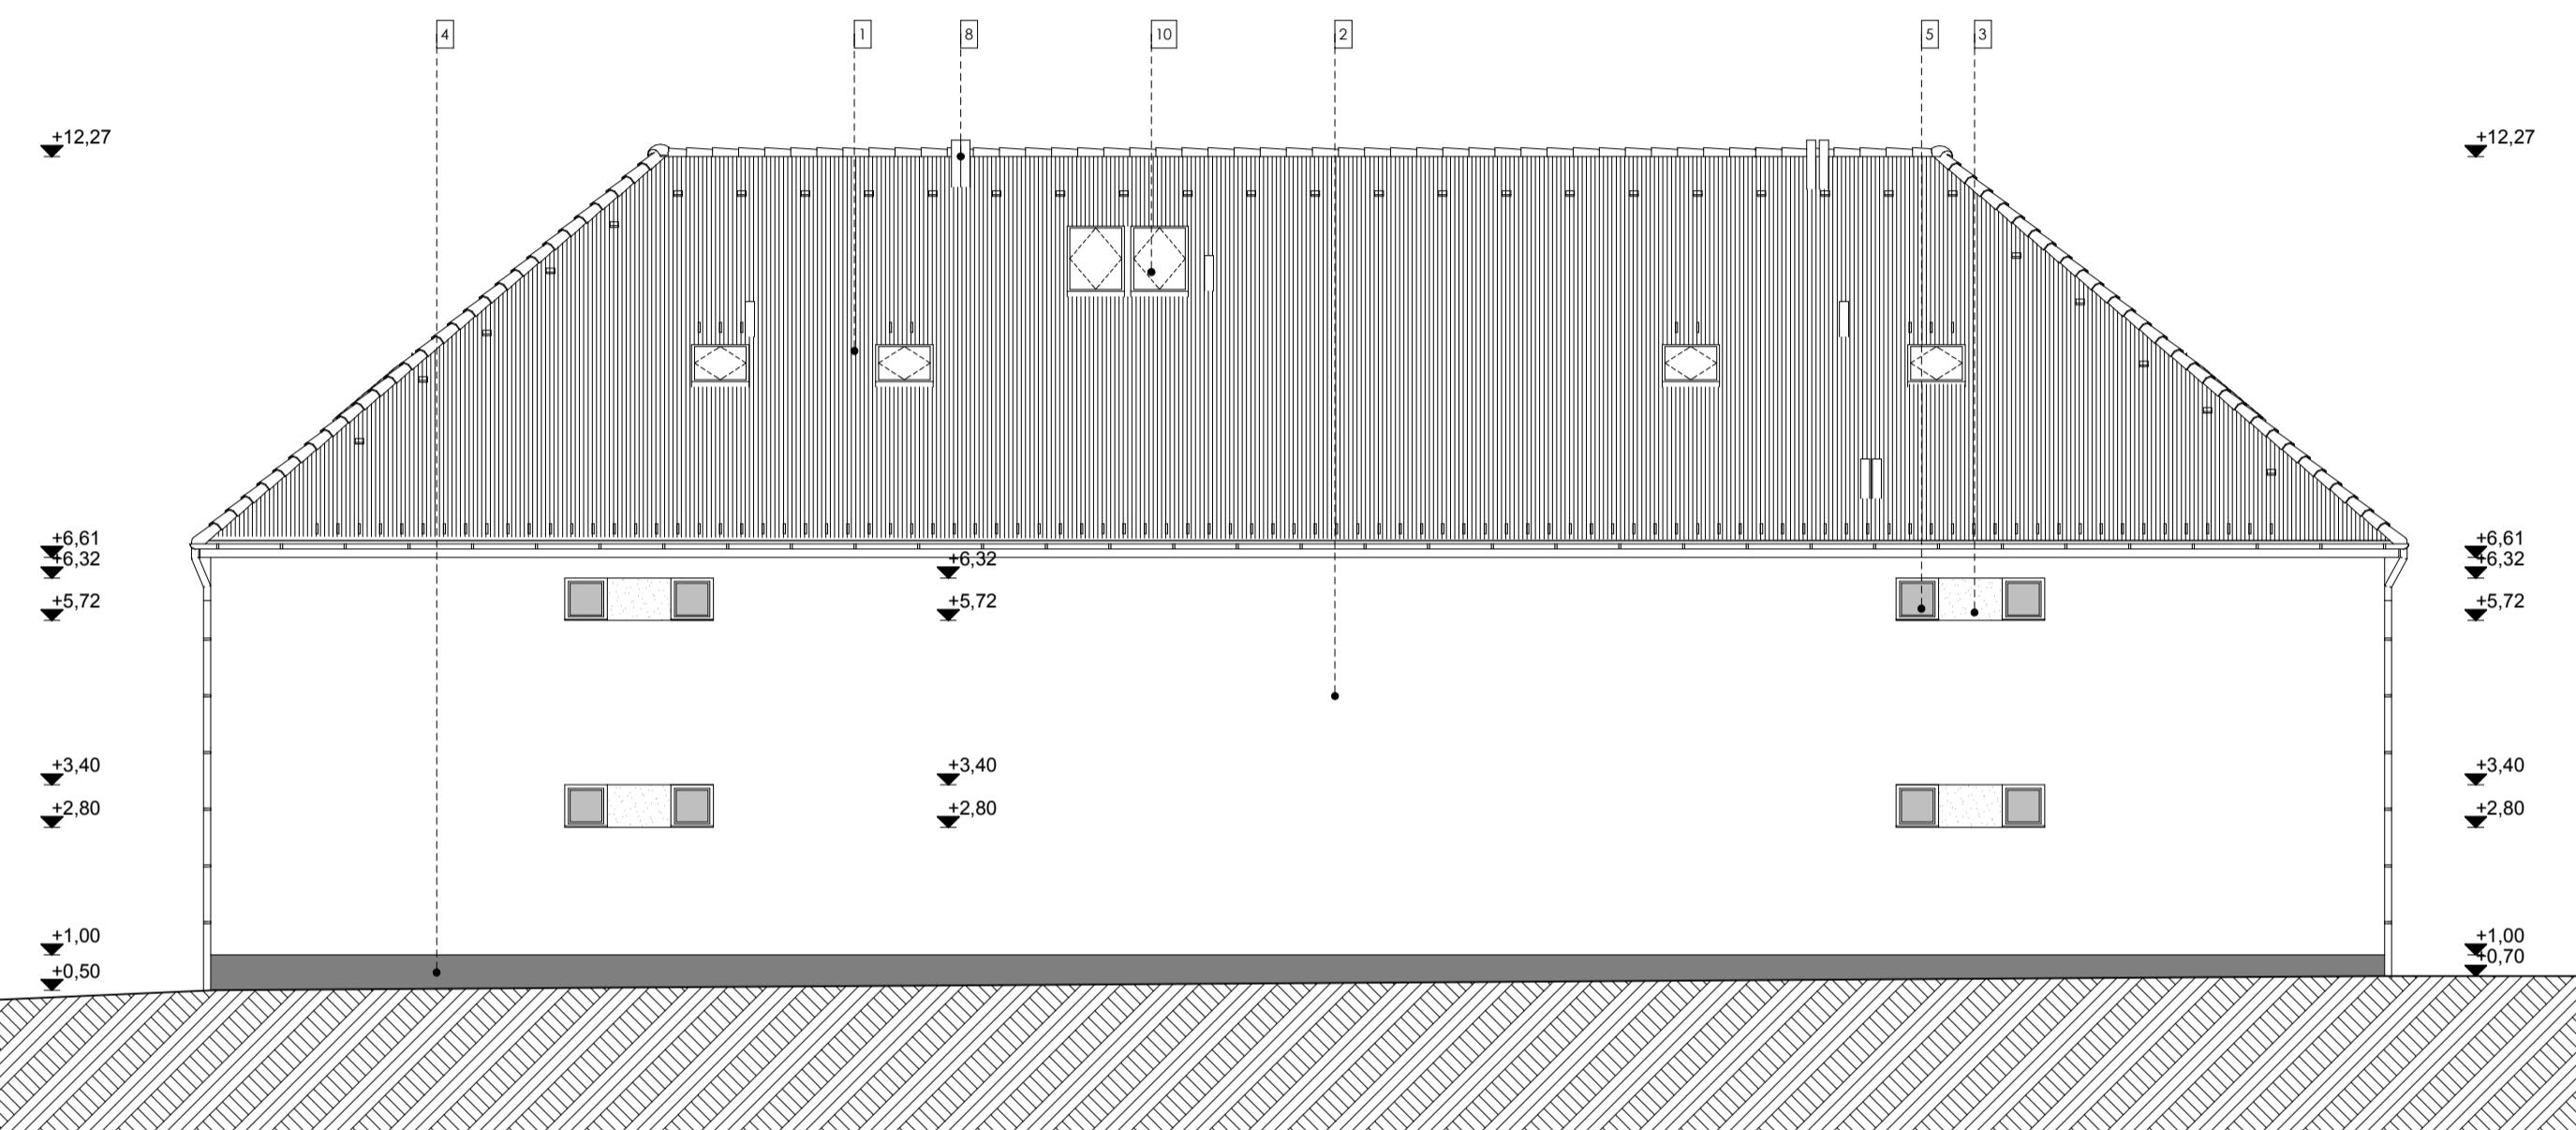 4 1 8 10 2 5 3
+12,27 +12,27
+6,61 +6,61
+6,32 +6,32 +6,32
+5,72 +5,72 +5,72
+3,40 +3,40 +3,40
+2,80 +2,80 +2,80
+1,00 +1,00
+0,50 +0,70